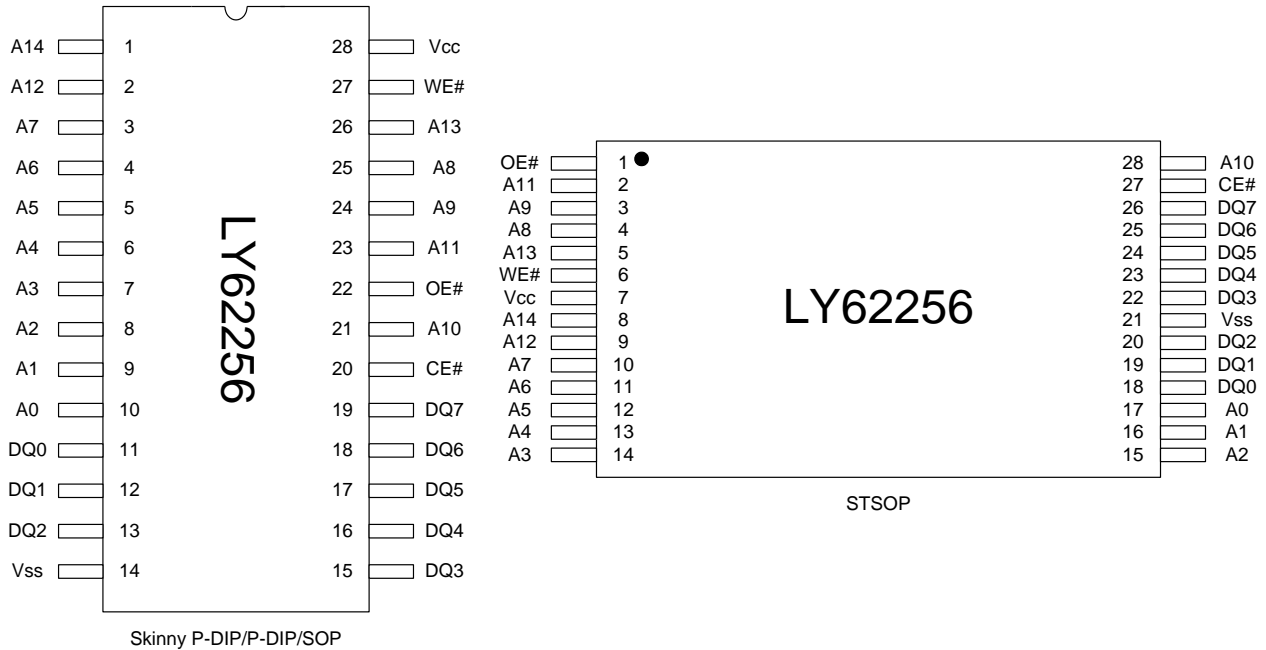 A14 1 28 Vcc
A12 2 27 WE#
A7 3 26 A13
A6 4 25 A8
A5 5 24 A9
A4 6 23 A11
A3 7 22 OE#
A2 8 21 A10
A1 9 20 CE#
A0 10 19 DQ7
DQ0 11 18 DQ6
DQ1 12 17 DQ5
DQ2 13 16 DQ4
Vss 14 15 DQ3
LY62256
Skinny P-DIP/P-DIP/SOP
OE# 1 28 A10
A11 2 27 CE#
A9 3 26 DQ7
A8 4 25 DQ6
A13 5 24 DQ5
WE# 6 23 DQ4
Vcc 7 22 DQ3
A14 8 21 Vss
A12 9 20 DQ2
A7 10 19 DQ1
A6 11 18 DQ0
A5 12 17 A0
A4 13 16 A1
A3 14 15 A2
LY62256
STSOP